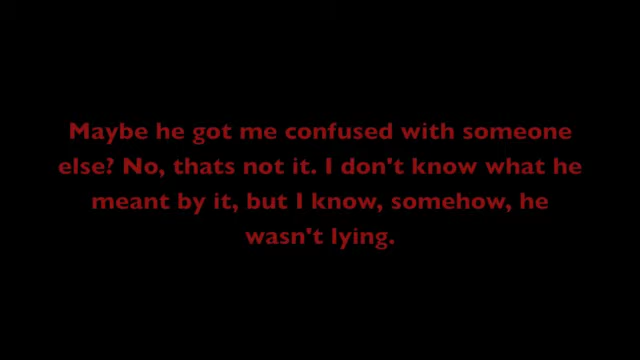 Maybe he got me confused with someone
else? No, thats not it. I don't know what he
meant by it, but I know, somehow, he
wasn't lying.